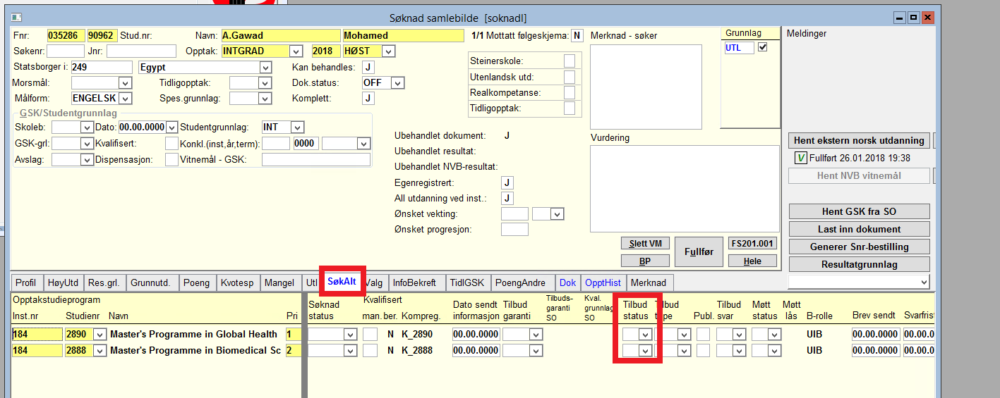 Søknad samlebilde [soknadl]
Fnr: 035286 90962 Stud.nr: Navn: A.Gawad Mohamed 1/1 Mottatt følgeskjema: N Merknad - søker Grunnlag Meldinger
Søkenr: Jnr: Opptak: INTGRAD 2018 HØST UTL
Statsborger i: 249 Egypt Kan behandles: J Steinerskole:
Morsmål: Tidligopptak: Dok.status: OFF Utenlandsk utd:
Målform: ENGELSK Spes.grunnlag: Komplett: J Realkompetanse:
Tidligopptak:
GSK/Studentgrunnlag
Skoleb: Dato: 00.00.0000 Studentgrunnlag: INT
GSK-grl: Kvalifisert: Konkl.(inst,år,term): 0000
Avslag: Dispensasjon: Vitnemål - GSK:
Ubehandlet dokument: J Vurdering
Ubehandlet resultat:
Ubehandlet NVB-resultat:
Egenregistrert: J
All utdanning ved inst.: J
Ønsket vekting:
Ønsket progresjon:
Hent ekstern norsk utdanning
V Fullført 26.01.2018 19:38
Hent NVB vitnemål
Hent GSK fra SO
Last inn dokument
Generer Snr-bestilling
Resultatgrunnlag
Slett VM Fullfør FS201.001
BP Hele
Profil HøyUtd Res.grl. Grunnutd. Poeng Kvotesp Mangel Utl SøkAlt Valg InfoBekreft TidlGSK PoengAndre Dok OpptHist Merknad
Opptakstudieprogram Søknad Kvalifisert Dato sendt Tilbud Tilbuds- Kval. Tilbud Tilbud Tilbud Møtt Møtt
Inst.nr Studienr Navn Pri status man. ber. Kompreg. informasjon garanti garanti SO grunnlag SO status type Publ. svar status lås B-rolle Brev sendt Svarfrist
184 2890 Master's Programme in Global Health 1 N K_2890 00.00.0000 UIB 00.00.0000 00.00.0
184 2888 Master's Programme in Biomedical Sc 2 N K_2888 00.00.0000 UIB 00.00.0000 00.00.0